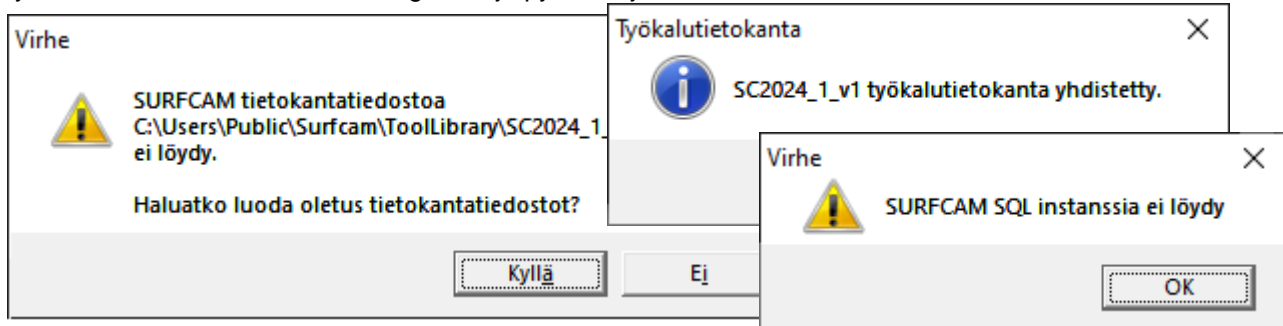 Virhe
SURFCAM tietokantatiedostoa
C:\Users\Public\Surfcam\ToolLibrary\SC2024_1_
ei löydy.
Haluatko luoda oletus tietokantatiedostot?
Kyllä
Ei
Työkalutietokanta
SC2024_1_v1 työkalutietokanta yhdistetty.
Virhe
SURFCAM SQL instanssia ei löydy
OK